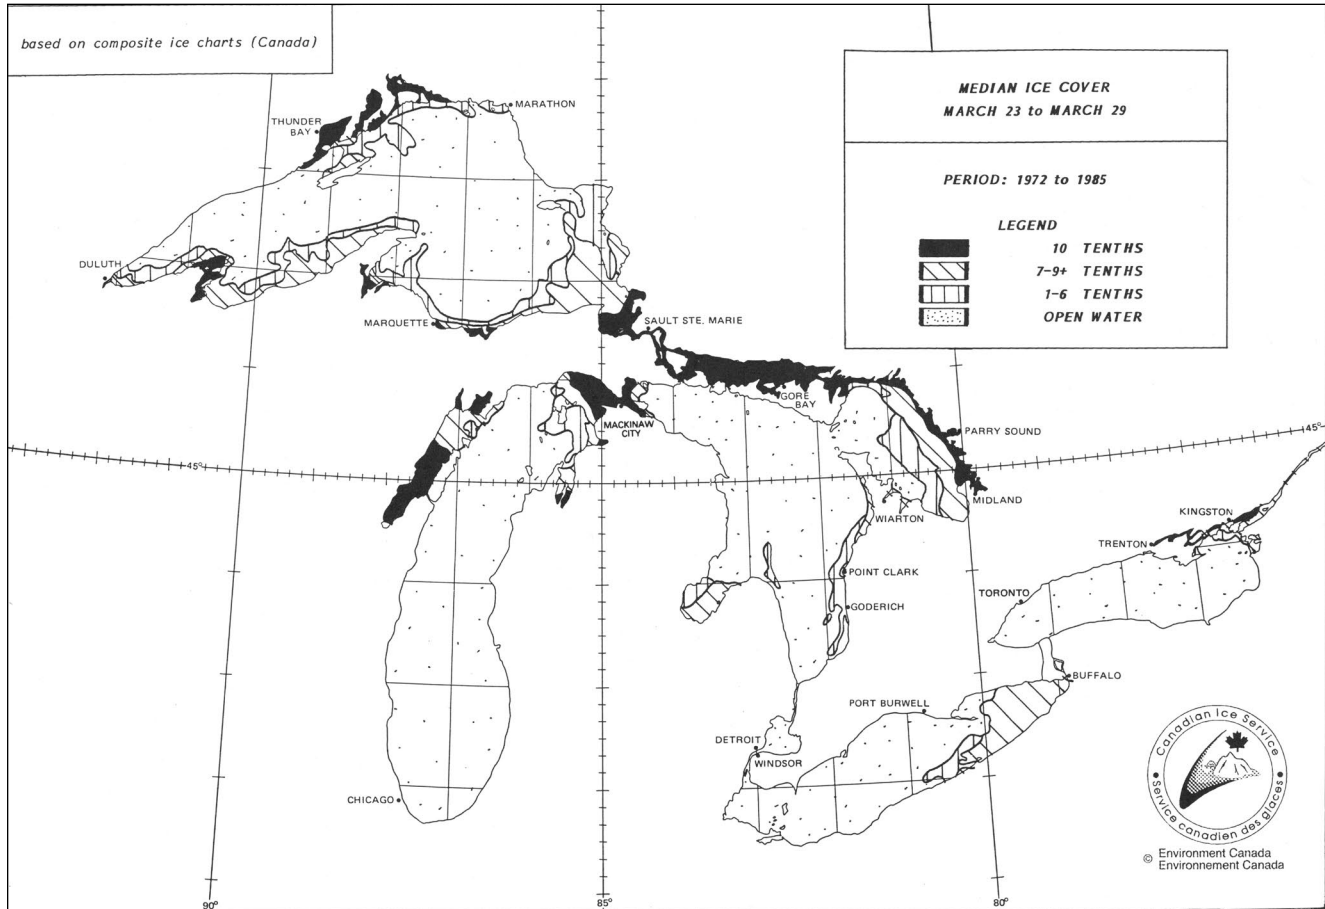 based on composite ice charts (Canada)
MEDIAN ICE COVER
MARCH 23 to MARCH 29
PERIOD: 1972 to 1985
LEGEND
10 TENTHS
7-9+ TENTHS
1-6 TENTHS
OPEN WATER
MARATHON
THUNDER
BAY
DULUTH
MARQUETTE
SAULT STE. MARIE
GORE
BAY
MACKINAW
CITY
PARRY SOUND
45°
45°
MIDLAND
WIARTON
KINGSTON
TRENTON
POINT CLARK
TORONTO
GODERICH
BUFFALO
PORT BURWELL
DETROIT
WINDSOR
CHICAGO
Canadian Ice Service
Service canadien des glaces
© Environment Canada
Environnement Canada
90°
85°
80°